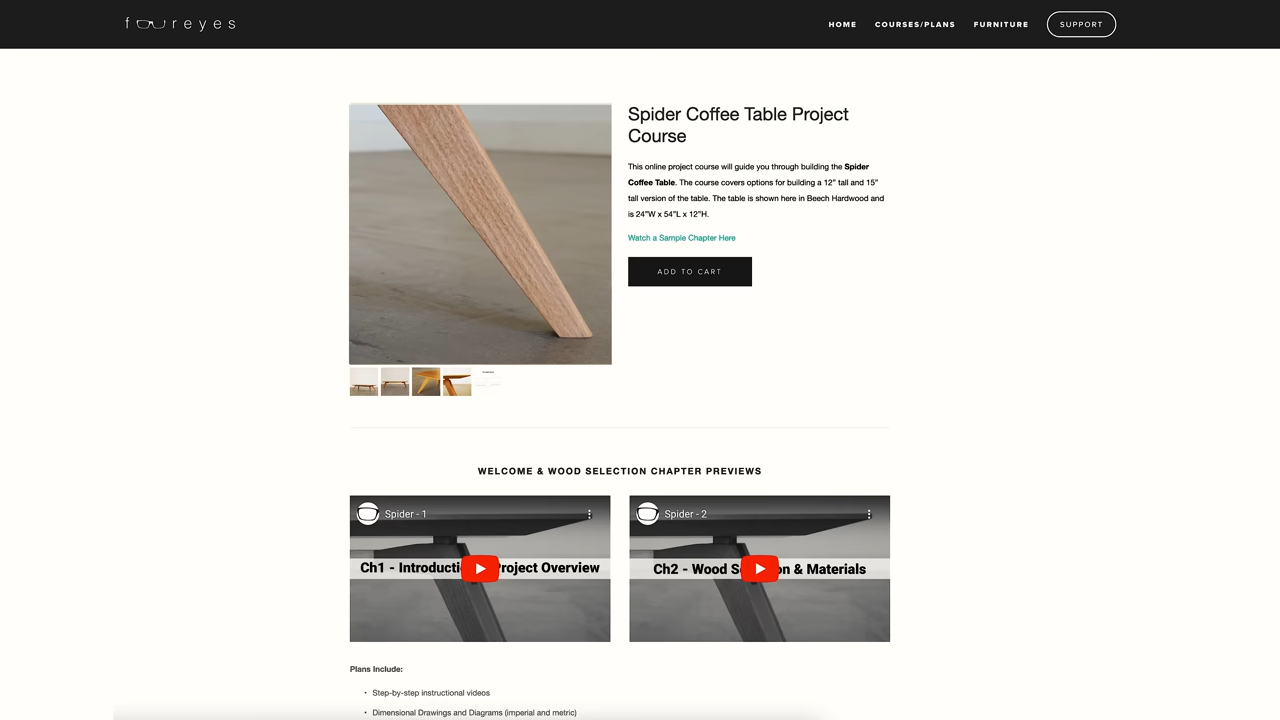 foureyes
HOME COURSES/PLANS FURNITURE SUPPORT
Spider Coffee Table Project
Course
This online project course will guide you through building the Spider
Coffee Table. The course covers options for building a 12” tall and 15”
tall version of the table. The table is shown here in Beech Hardwood and
is 24”W x 54”L x 12”H.
Watch a Sample Chapter Here
ADD TO CART
WELCOME & WOOD SELECTION CHAPTER PREVIEWS
Spider - 1
Ch1 - Project Overview
Spider - 2
Ch2 - Wood & Materials
Plans Include:
• Step-by-step instructional videos
• Dimensional Drawings and Diagrams (imperial and metric)